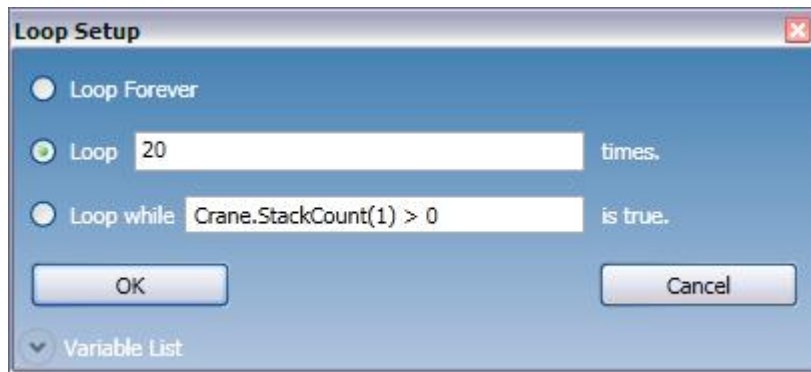 Loop Setup
Loop Forever
Loop 20 times.
Loop while Crane.StackCount(1) > 0 is true.
OK Cancel
Variable List